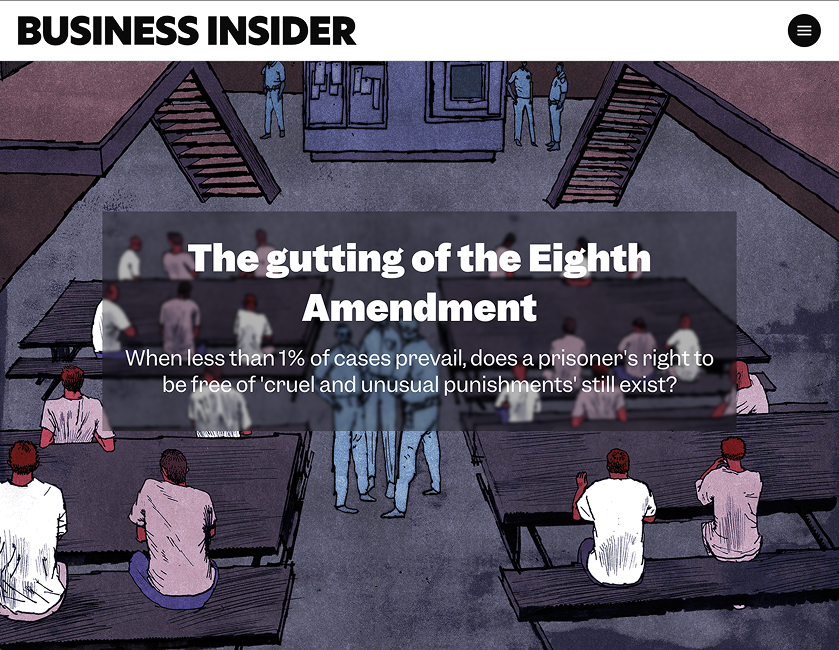 BUSINESS INSIDER
The gutting of the Eighth
Amendment
When less than 1% of cases prevail, does a prisoner's right to
be free of 'cruel and unusual punishments' still exist?